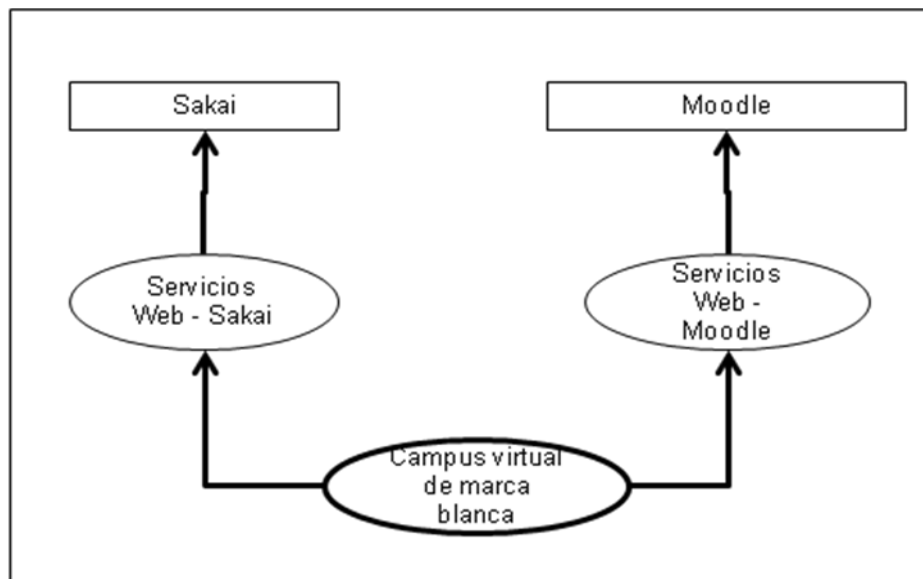 Sakai
Moodle
Servicios
Web - Sakai
Servicios
Web -
Moodle
Campus virtual
de marca
blanca